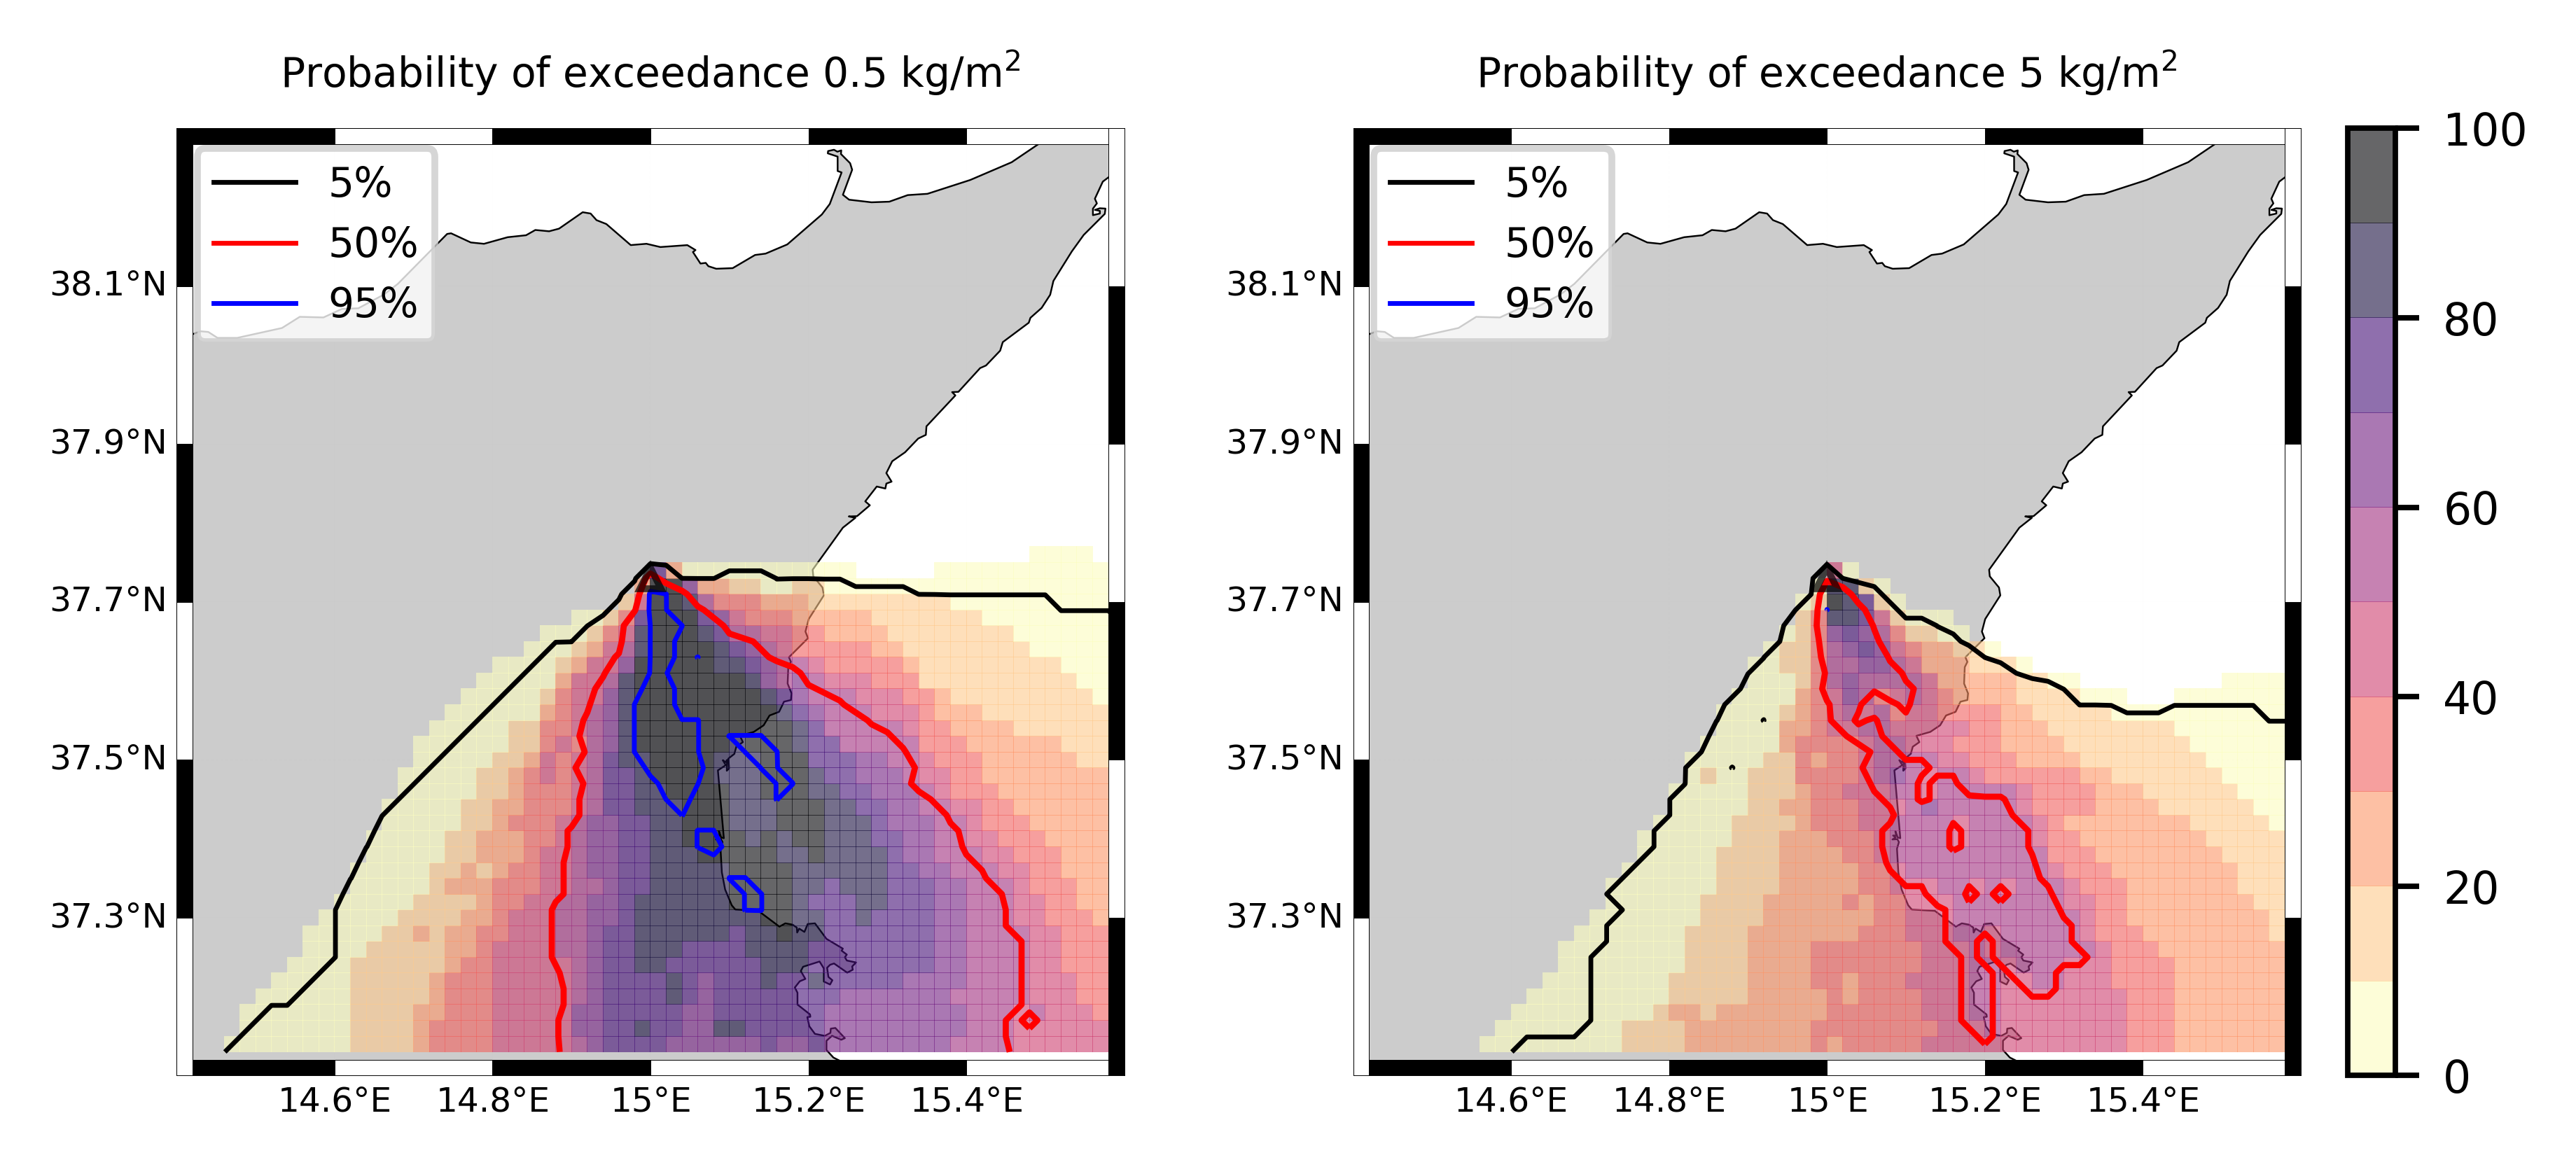 Probability of exceedance 0.5 kg/m²
5%
50%
95%
38.1°N
37.9°N
37.7°N
37.5°N
37.3°N
14.6°E
14.8°E
15°E
15.2°E
15.4°E
Probability of exceedance 5 kg/m²
5%
50%
95%
38.1°N
37.9°N
37.7°N
37.5°N
37.3°N
14.6°E
14.8°E
15°E
15.2°E
15.4°E
100
80
60
40
20
0